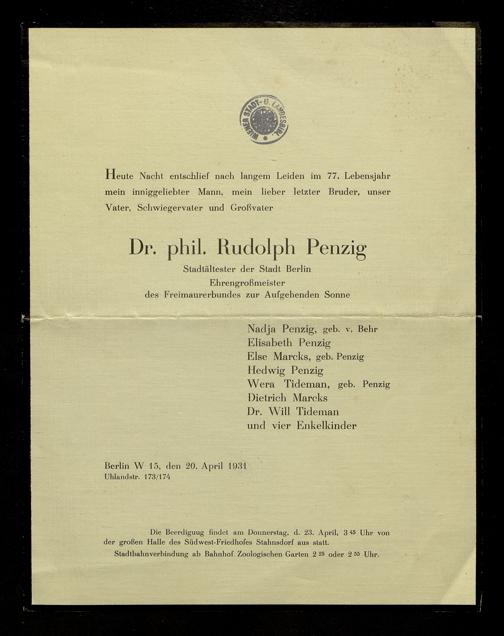 WIENER STADT- U. LANDESBIBL.
Heute Nacht entschlief nach langem Leiden im 77. Lebensjahr
mein inniggeliebter Mann, mein lieber letzter Bruder, unser
Vater, Schwiegervater und Großvater
Dr. phil. Rudolph Penzig
Stadtältester der Stadt Berlin
Ehrengroßmeister
des Freimaurerbundes zur Aufgehenden Sonne
Nadja Penzig, geb. v. Behr
Elisabeth Penzig
Else Marcks, geb. Penzig
Hedwig Penzig
Wera Tideman, geb. Penzig
Dietrich Marcks
Dr. Will Tideman
und vier Enkelkinder
Berlin W 15, den 20. April 1931
Uhlandstr. 173/174
Die Beerdigung findet am Donnerstag, d. 23. April, 3 45 Uhr von
der großen Halle des Südwest-Friedhofes Stahnsdorf aus statt.
Stadtbahnverbindung ab Bahnhof Zoologischen Garten 2 25 oder 2 55 Uhr.